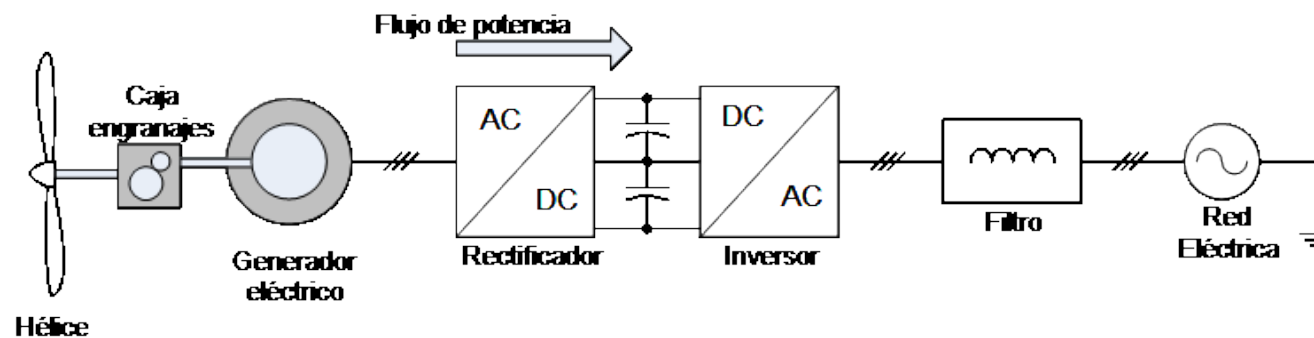 Flujo de potencia
Caja
engranajes
AC
DC
DC
AC
Hélice
Generador
eléctrico
Rectificador
Inversor
Filtro
Red
Eléctrica